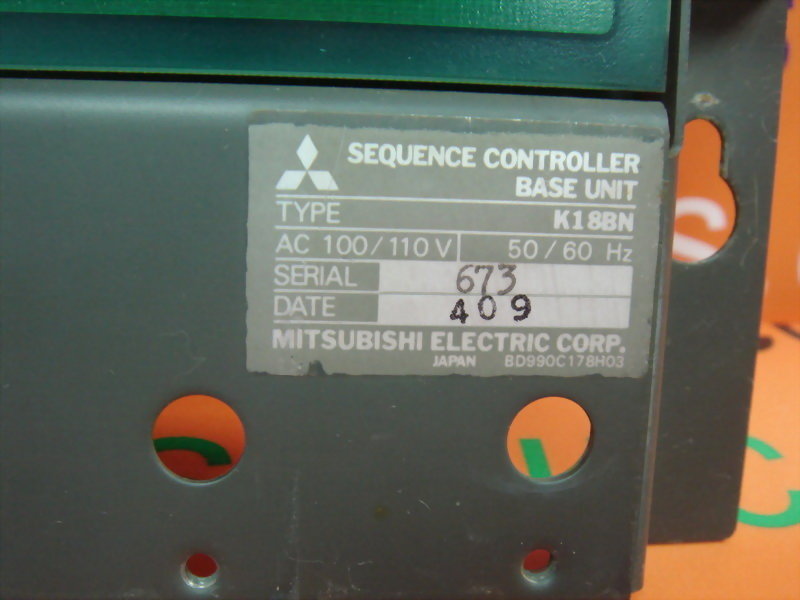 SEQUENCE CONTROLLER
BASE UNIT
TYPE K18BN
AC 100/110 V 50/60 Hz
SERIAL 673
DATE 409
MITSUBISHI ELECTRIC CORP.
JAPAN BD990C178H03